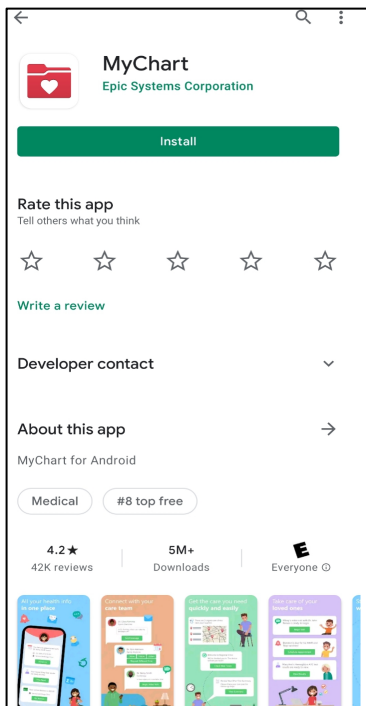 MyChart
Epic Systems Corporation
Install
Rate this app
Tell others what you think
Write a review
Developer contact
About this app
MyChart for Android
Medical
#8 top free
4.2★
5M+
E
42K reviews
Downloads
Everyone
All your health info
in one place
Connect with your
care team
Get the care you need
quickly and easily
Take care of your
loved ones